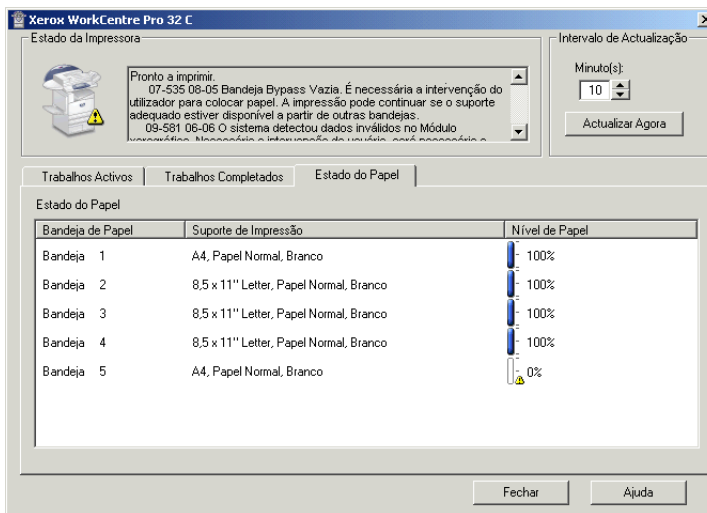 Xerox WorkCentre Pro 32 C
Estado da Impressora
Pronto a imprimir.
07-535 08-05 Bandeja Bypass Vazia. É necessária a intervenção do
utilizador para colocar papel. A impressão pode continuar se o suporte
adequado estiver disponível a partir de outras bandejas.
09-581 06-06 O sistema detectou dados inválidos no Módulo
Intervalo de Actualização
Minuto(s):
10
Actualizar Agora
Trabalhos Activos
Trabalhos Completados
Estado do Papel
Estado do Papel
Bandeja de Papel Suporte de Impressão Nível de Papel
Bandeja 1 A4, Papel Normal, Branco 100%
Bandeja 2 8,5 x 11" Letter, Papel Normal, Branco 100%
Bandeja 3 8,5 x 11" Letter, Papel Normal, Branco 100%
Bandeja 4 8,5 x 11" Letter, Papel Normal, Branco 100%
Bandeja 5 A4, Papel Normal, Branco 0%
Fechar
Ajuda